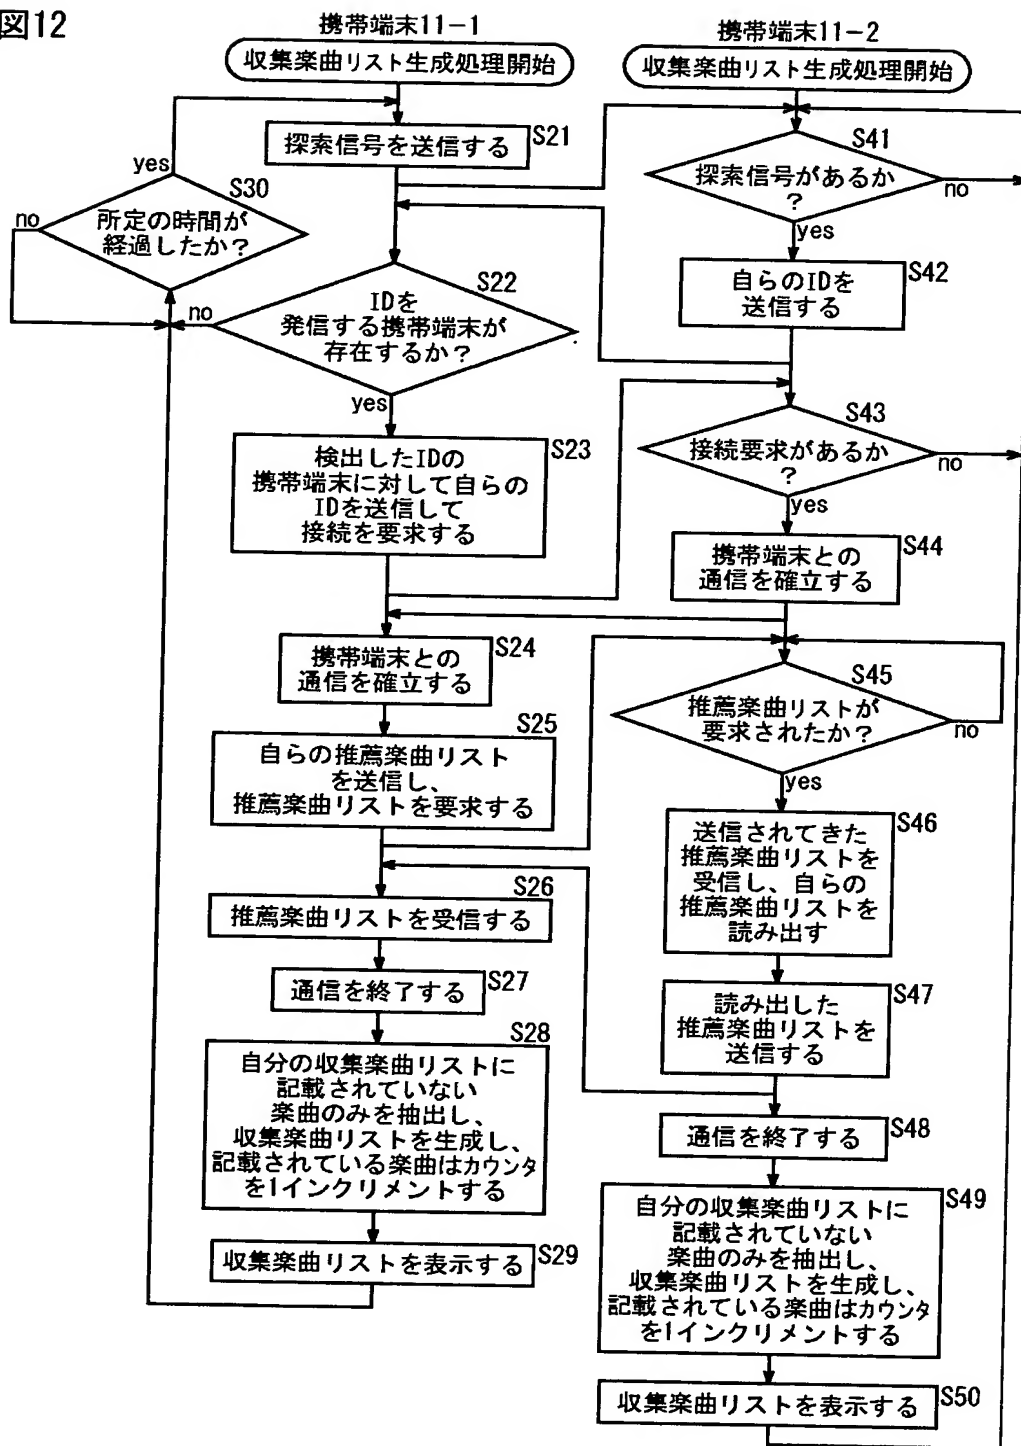 図12
携帯端末11-1
収集楽曲リスト生成処理開始
探索信号を送信する
S21
yes
S30
no
所定の時間が
経過したか?
S22
no
IDを
発信する携帯端末が
存在するか?
yes
S23
検出したIDの
携帯端末に対して自らの
IDを送信して
接続を要求する
S24
携帯端末との
通信を確立する
S25
自らの推薦楽曲リスト
を送信し、
推薦楽曲リストを要求する
S26
推薦楽曲リストを受信する
通信を終了する
S27
S28
自分の収集楽曲リストに
記載されていない
楽曲のみを抽出し、
収集楽曲リストを生成し、
記載されている楽曲はカウンタ
を1インクリメントする
収集楽曲リストを表示する
S29
携帯端末11-2
収集楽曲リスト生成処理開始
S41
探索信号があるか
?
no
yes
自らのIDを
送信する
S42
S43
接続要求があるか
?
no
yes
携帯端末との
通信を確立する
S44
S45
推薦楽曲リストが
要求されたか?
no
yes
S46
送信されてきた
推薦楽曲リストを
受信し、自らの
推薦楽曲リストを
読み出す
S47
読み出した
推薦楽曲リストを
送信する
通信を終了する
S48
S49
自分の収集楽曲リストに
記載されていない
楽曲のみを抽出し、
収集楽曲リストを生成し、
記載されている楽曲はカウンタ
を1インクリメントする
収集楽曲リストを表示する
S50